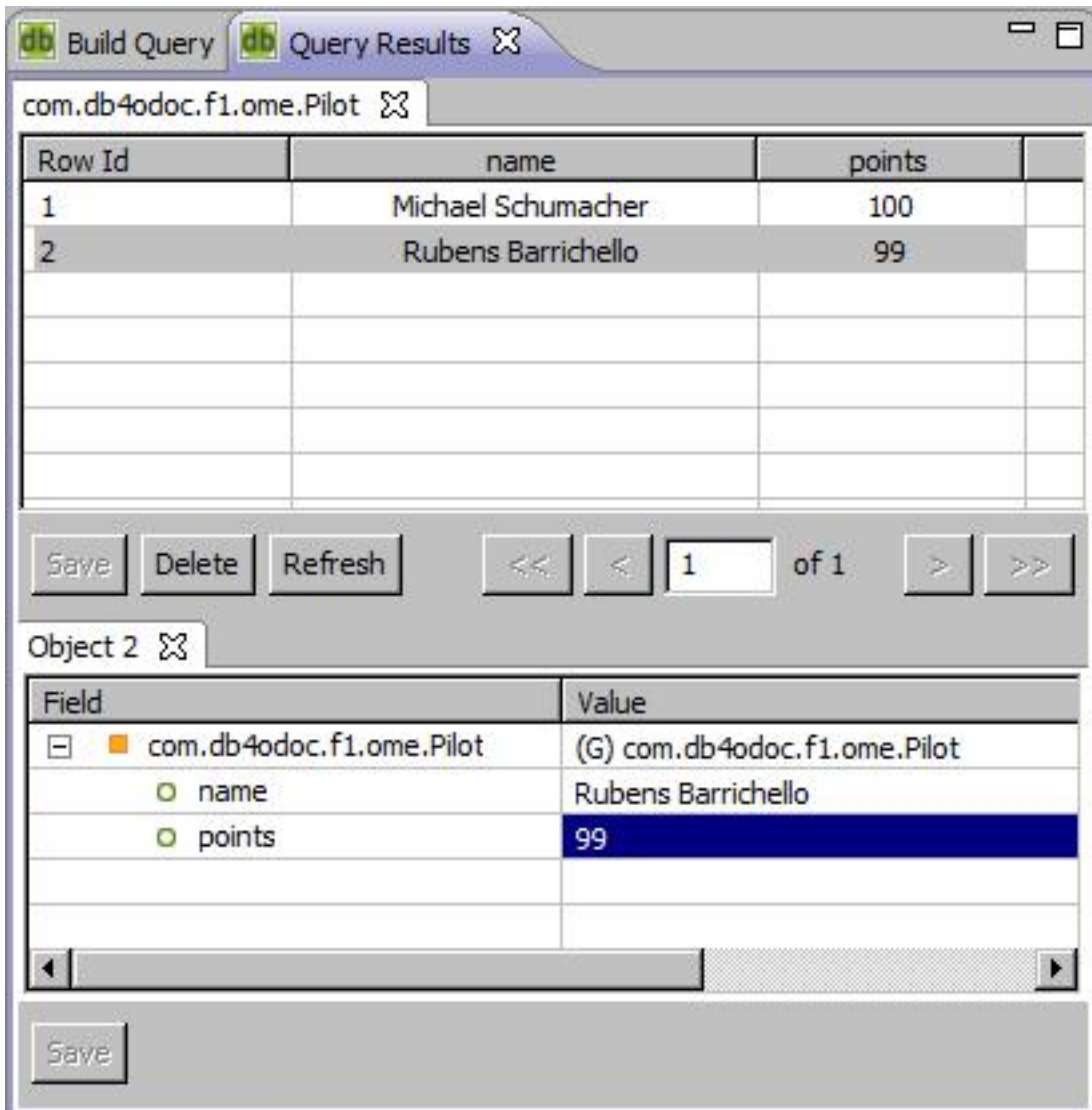 db Build Query db Query Results
com.db4odoc.f1.ome.Pilot
Row Id name points
1 Michael Schumacher 100
2 Rubens Barrichello 99
Save Delete Refresh << < 1 of 1 > >>
Object 2
Field Value
com.db4odoc.f1.ome.Pilot (G) com.db4odoc.f1.ome.Pilot
name Rubens Barrichello
points 99
Save